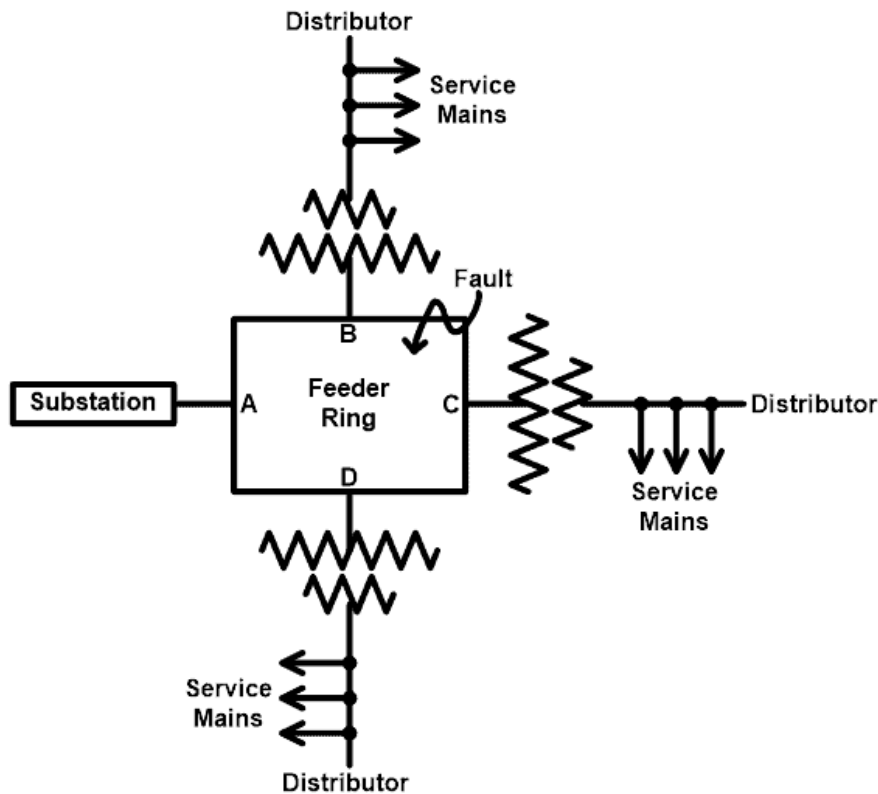 Distributor
Service
Mains
Fault
B
Substation
A
Feeder
Ring
C
Distributor
D
Service
Mains
Service
Mains
Distributor